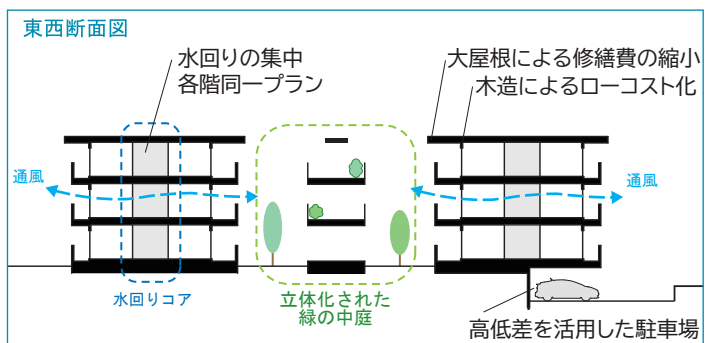 東西断面図
水回りの集中
各階同一プラン
大屋根による修繕費の縮小
木造によるローコスト化
通風
通風
水回りコア
立体化された
緑の中庭
高低差を活用した駐車場